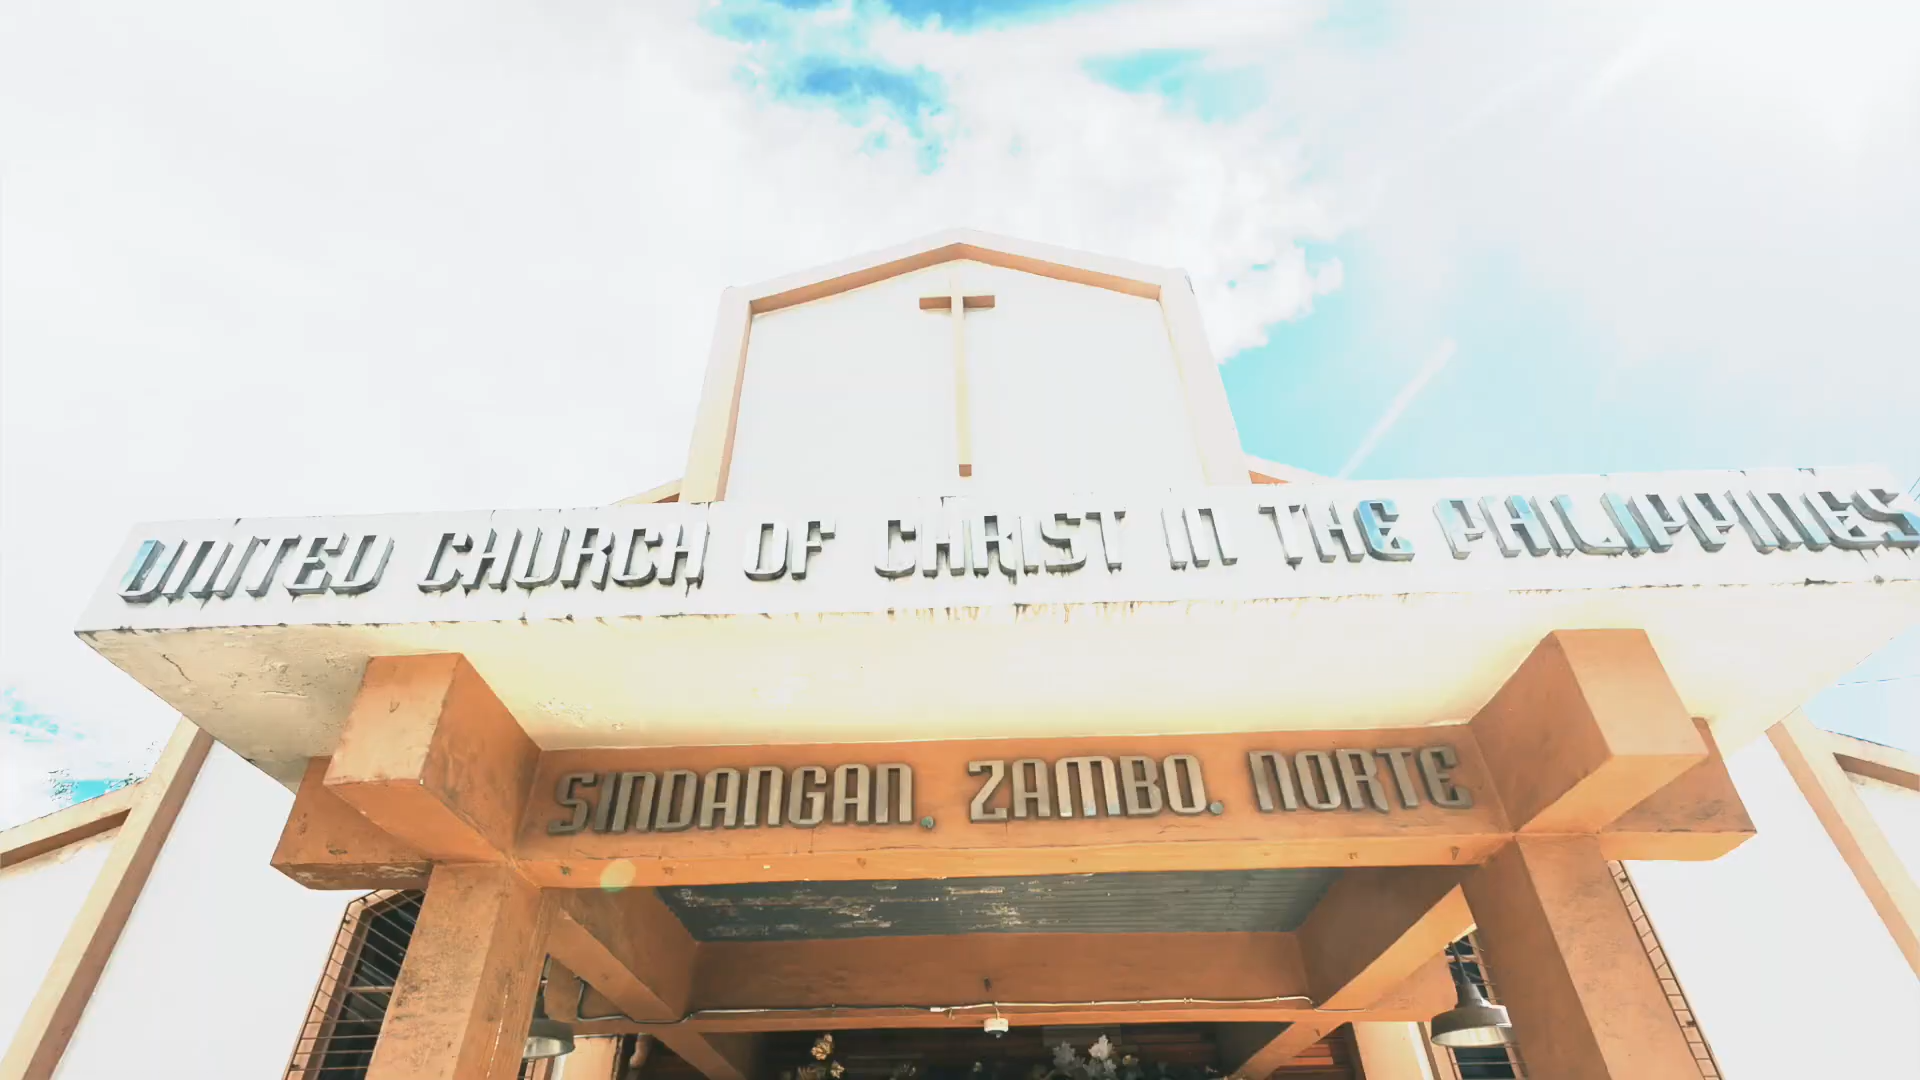 UNITED CHURCH OF CHRIST IN THE PHILIPPINES
SINDANGAN. ZAMBO. NORTE